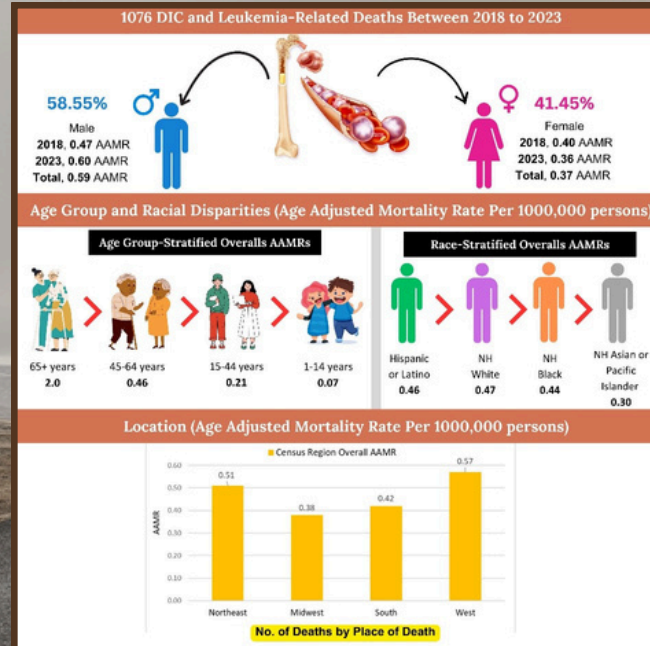 1076 DIC and Leukemia-Related Deaths Between 2018 to 2023
58.55%
Male
2018, 0.47 AAMR
2023, 0.60 AAMR
Total, 0.59 AAMR
41.45%
Female
2018, 0.40 AAMR
2023, 0.36 AAMR
Total, 0.37 AAMR
Age Group and Racial Disparities (Age Adjusted Mortality Rate Per 1000,000 persons)
Age Group-Stratified Overalls AAMRs
65+ years
2.0
45-64 years
0.46
15-44 years
0.21
1-14 years
0.07
Race-Stratified Overalls AAMRs
Hispanic
or Latino
0.46
NH
White
0.47
NH
Black
0.44
NH Asian or
Pacific
Islander
0.30
Location (Age Adjusted Mortality Rate Per 1000,000 persons)
Census Region Overall AAMR
AAMR
0.60
0.50
0.40
0.30
0.20
0.10
0.00
0.51
0.38
0.42
0.57
Northeast
Midwest
South
West
No. of Deaths by Place of Death